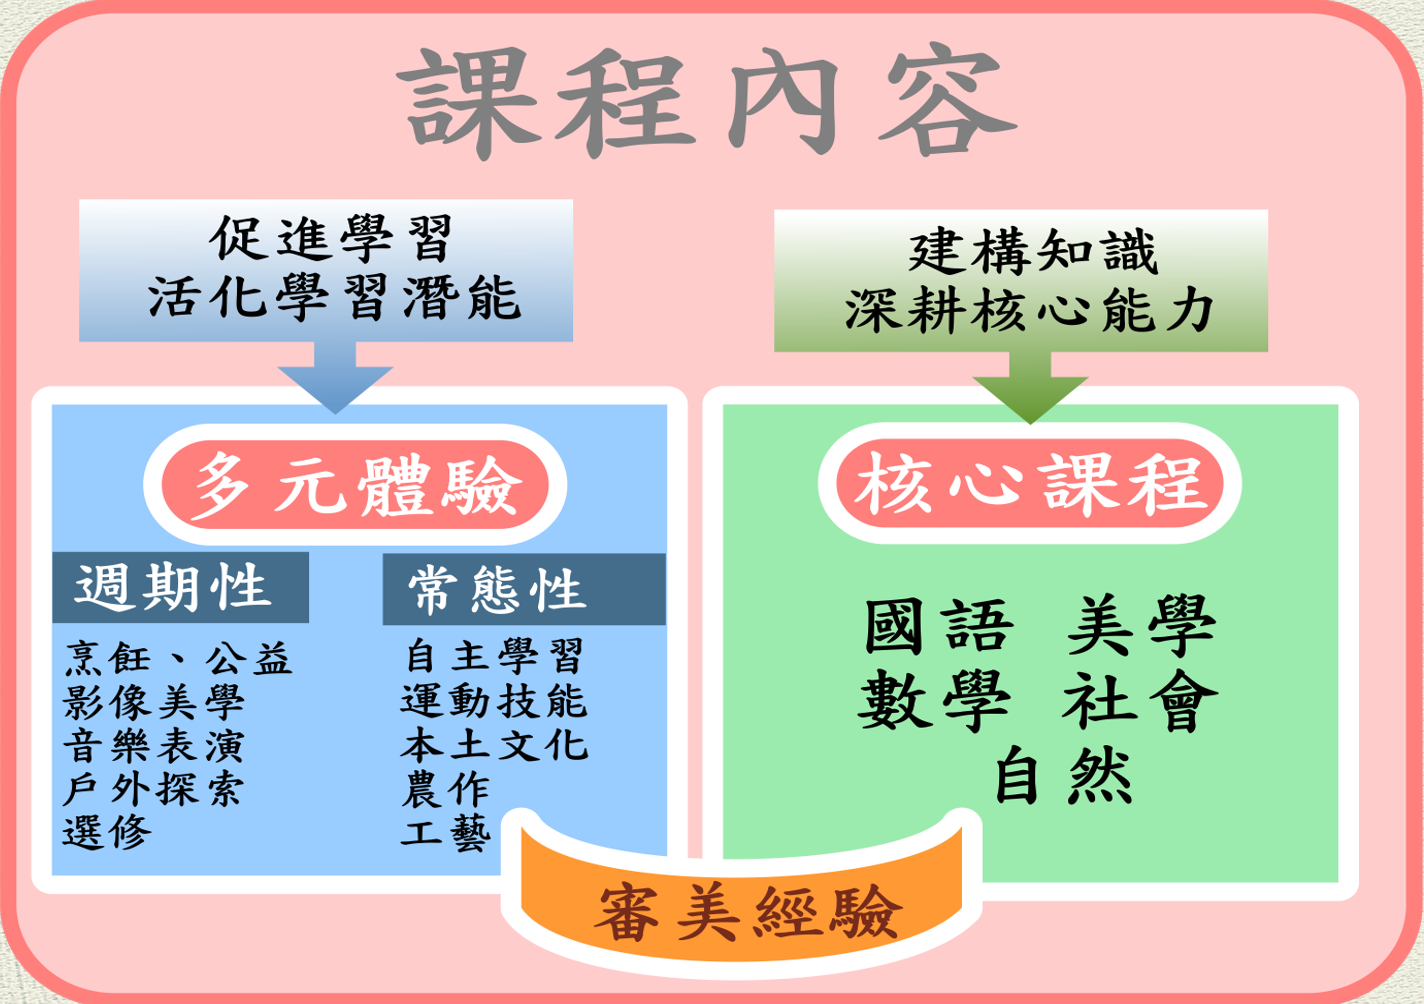 課程內容
促進學習
活化學習潛能
建構知識
深耕核心能力
多元體驗
週期性
烹飪、公益
影像美學
音樂表演
戶外探索
選修
常態性
自主學習
運動技能
本土文化
農作
工藝
核心課程
國語 美學
數學 社會
自然
審美經驗